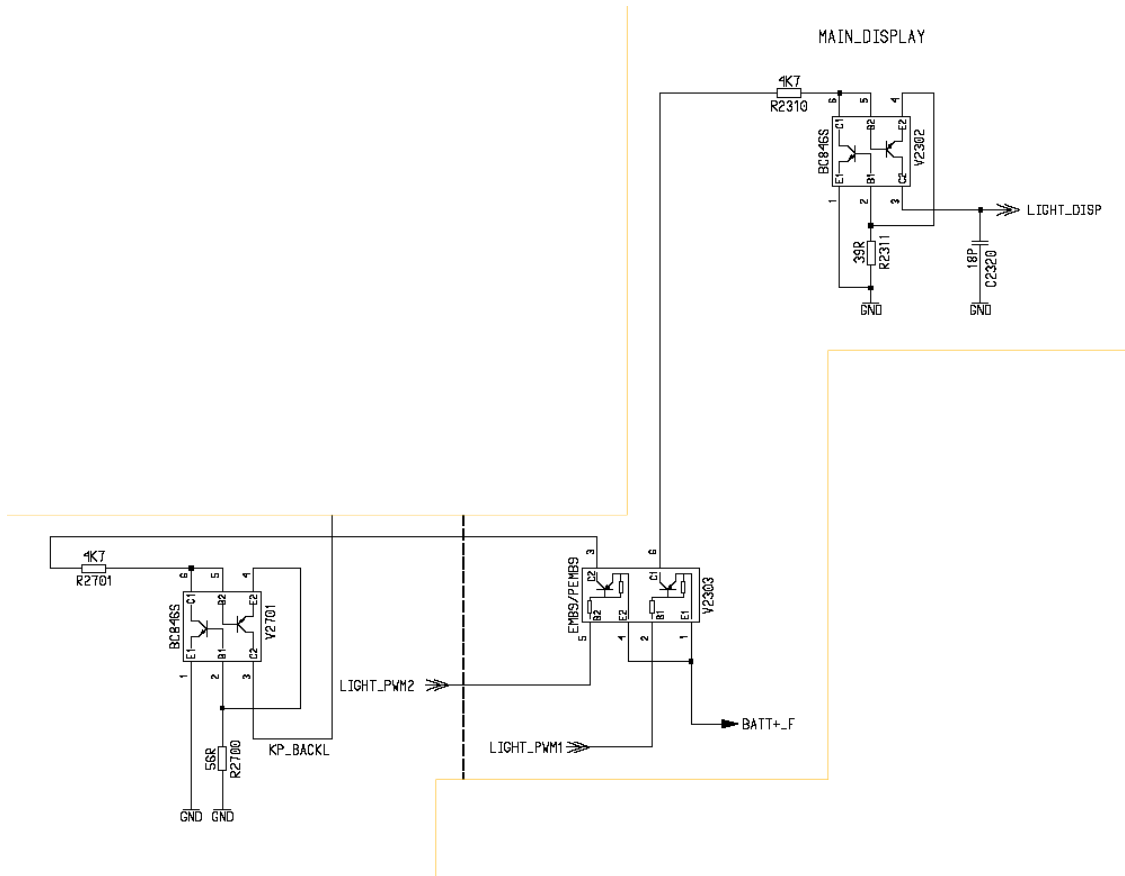 MAIN_DISPLAY
4K7
R2310
6
5
4
C1
B2
E2
BC846S
V2302
E1
B1
C2
1
2
3
LIGHT_DISP
39R
R2311
18P
C2320
GND
GND
4K7
R2701
6
5
4
C1
B2
E2
BC846S
V2701
E1
B1
C2
1
2
3
56R
R2700
KP_BACKL
GND
GND
3
6
C2
C1
EMB9/PEMB9
V2303
B2
E2
B1
E1
5
4
2
1
LIGHT_PWM2
BATT+_F
LIGHT_PWM1